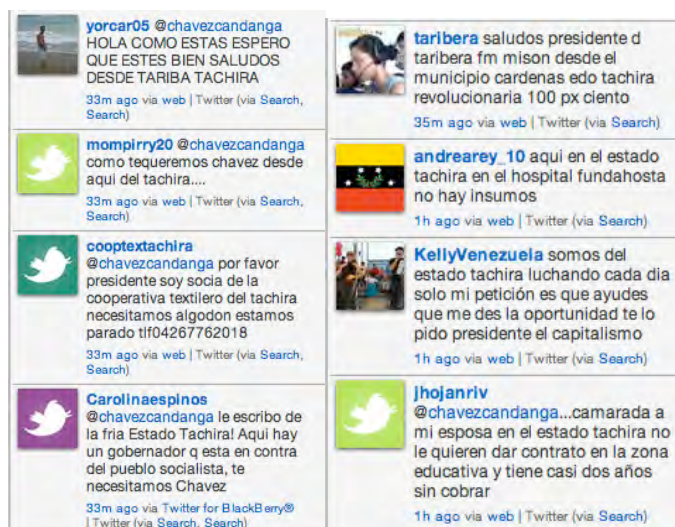 yorcar05 @chavezcandanga
HOLA COMO ESTAS ESPERO
QUE ESTES BIEN SALUDOS
DESDE TARIBA TACHIRA
33m ago via web | Twitter (via Search,
Search)
mompirry20 @chavezcandanga
como tequeremos chavez desde
aqui del tachira....
33m ago via web | Twitter (via Search,
Search)
cooptextachira
@chavezcandanga por favor
presidente soy socia de la
cooperativa textilero del tachira
necesitamos algodon estamos
parado tlf04267762018
33m ago via web | Twitter (via Search,
Search)
Carolinaespinos
@chavezcandanga le escribo de
la fria Estado Tachira! Aqui hay
un gobernador q esta en contra
del pueblo socialista, te
necesitamos Chavez
33m ago via Twitter for BlackBerry®
| Twitter (via Search, Search)
taribera saludos presidente d
taribera fm mison desde el
municipio cardenas edo tachira
revolucionaria 100 px ciento
35m ago via web | Twitter (via Search)
andrearey_10 aqui en el estado
tachira en el hospital fundahosta
no hay insumos
1h ago via web | Twitter (via Search)
KellyVenezuela somos del
estado tachira luchando cada dia
solo mi petición es que ayudes
que me des la oportunidad te lo
pido presidente el capitalismo
1h ago via web | Twitter (via Search)
jhojanriv
@chavezcandanga...camarada a
mi esposa en el estado tachira no
le quieren dar contrato en la zona
educativa y tiene casi dos años
sin cobrar
1h ago via web | Twitter (via Search)